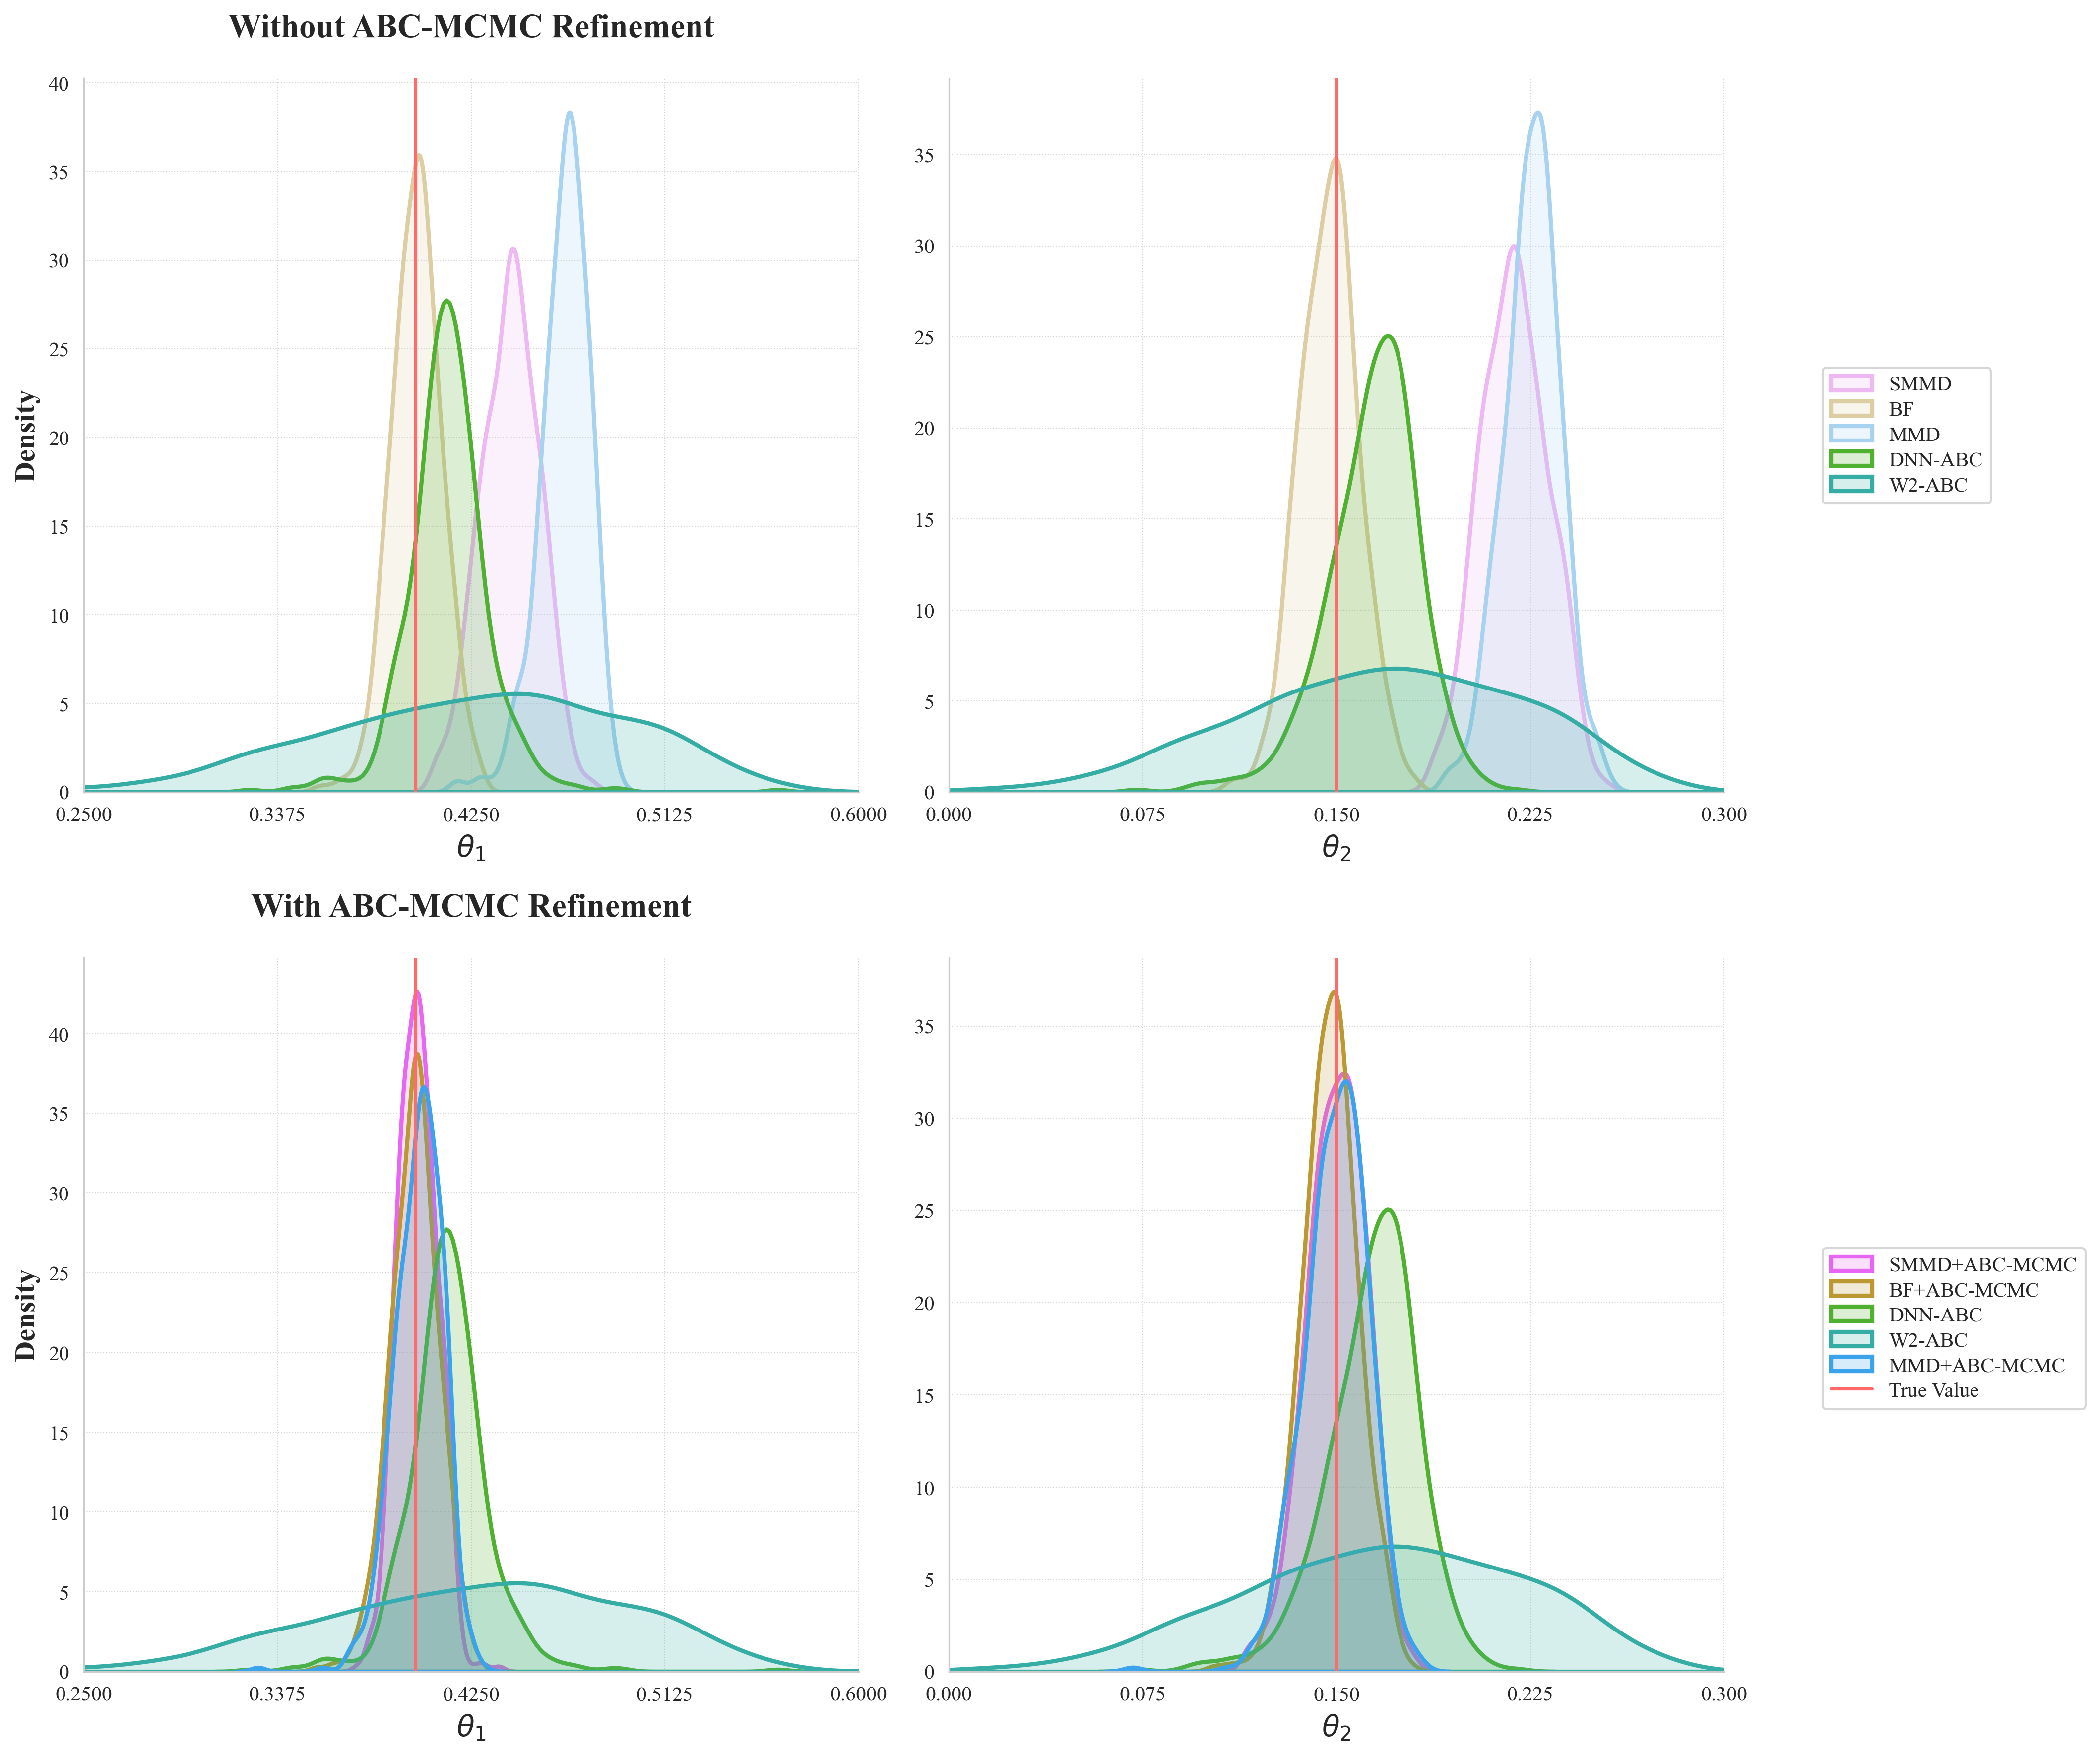 Without ABC-MCMC Refinement
Density
40
35
30
25
20
15
10
5
0
0.2500 0.3375 0.4250 0.5125 0.6000
θ1
35
30
25
20
15
10
5
0
0.000 0.075 0.150 0.225 0.300
θ2
SMMD
BF
MMD
DNN-ABC
W2-ABC
With ABC-MCMC Refinement
Density
40
35
30
25
20
15
10
5
0
0.2500 0.3375 0.4250 0.5125 0.6000
θ1
35
30
25
20
15
10
5
0
0.000 0.075 0.150 0.225 0.300
θ2
SMMD+ABC-MCMC
BF+ABC-MCMC
DNN-ABC
W2-ABC
MMD+ABC-MCMC
True Value